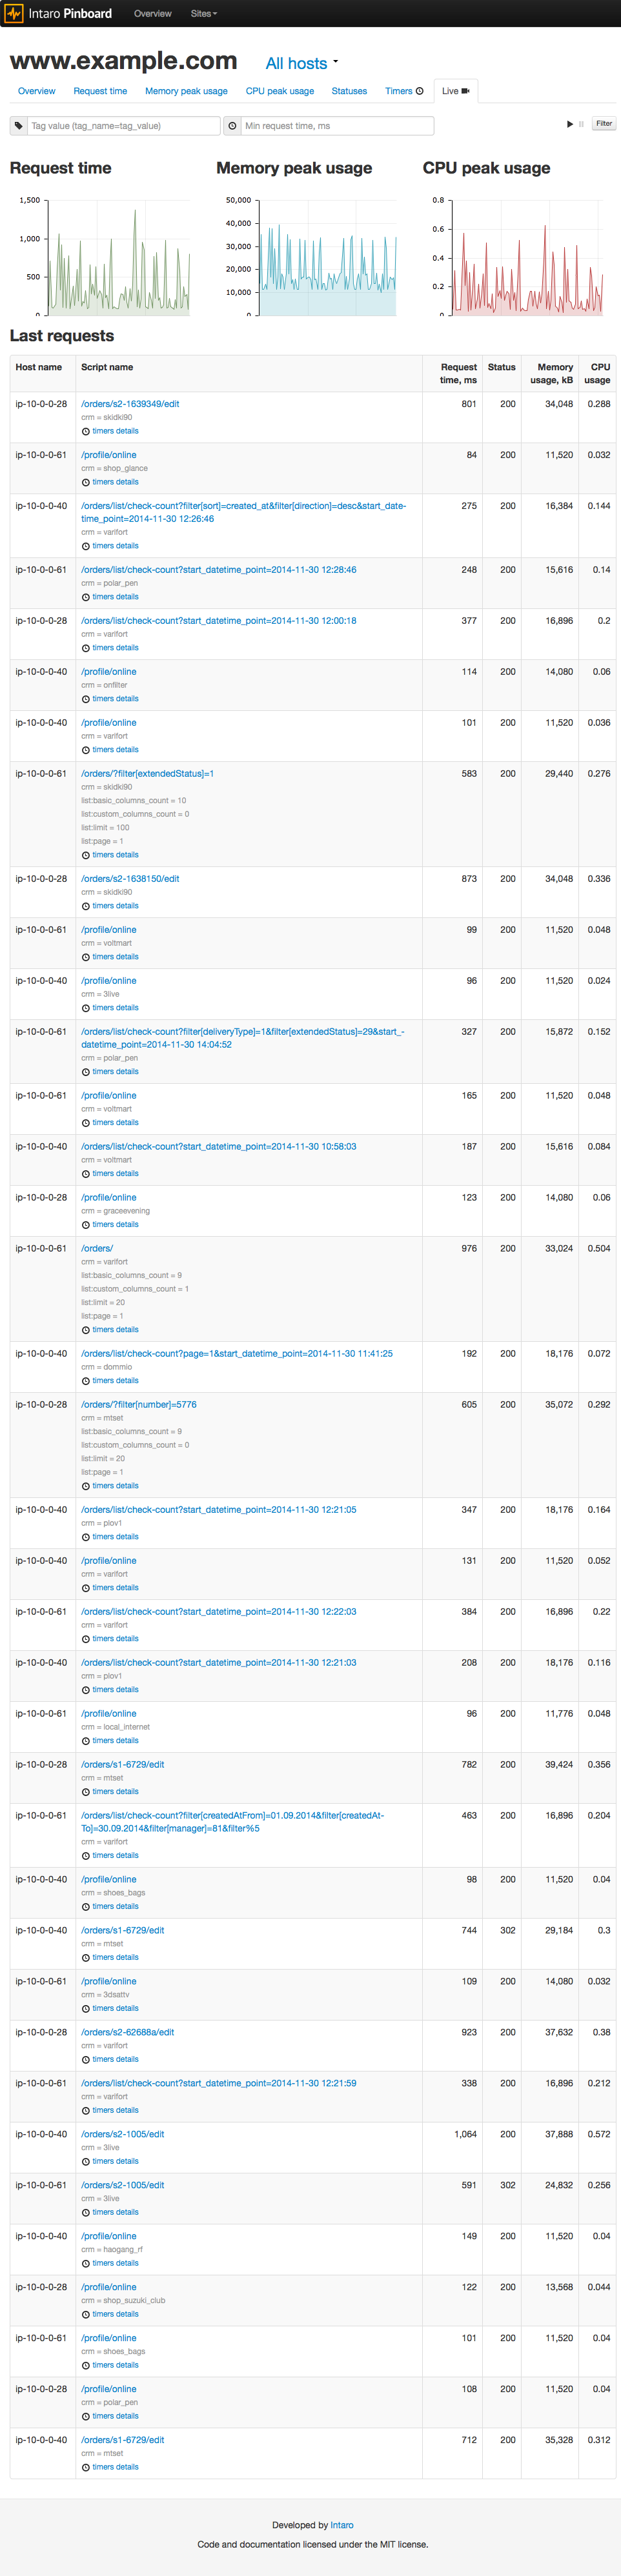 Intaro Pinboard Overview Sites
www.example.com All hosts
Overview Request time Memory peak usage CPU peak usage Statuses Timers Live
Tag value (tag_name=tag_value) Min request time, ms Filter
Request time Memory peak usage CPU peak usage
1,500 50,000 0.8
40,000 0.6
1,000 30,000 0.4
500 20,000 0.2
10,000
0 0 0
Last requests
Host name Script name Request time, ms Status Memory usage, kB CPU usage
ip-10-0-0-28 /orders/s2-1639349/edit 801 200 34,048 0.288
crm = skidki90
timers details
ip-10-0-0-61 /profile/online 84 200 11,520 0.032
crm = shop_glance
timers details
ip-10-0-0-40 /orders/list/check-count?filter[sort]=created_at&filter[direction]=desc&start_date- 275 200 16,384 0.144
time_point=2014-11-30 12:26:46
crm = varifort
timers details
ip-10-0-0-61 /orders/list/check-count?start_datetime_point=2014-11-30 12:28:46 248 200 15,616 0.14
crm = polar_pen
timers details
ip-10-0-0-28 /orders/list/check-count?start_datetime_point=2014-11-30 12:00:18 377 200 16,896 0.2
crm = varifort
timers details
ip-10-0-0-40 /profile/online 114 200 14,080 0.06
crm = onfilter
timers details
ip-10-0-0-40 /profile/online 101 200 11,520 0.036
crm = varifort
timers details
ip-10-0-0-61 /orders/?filter[extendedStatus]=1 583 200 29,440 0.276
crm = skidki90
list:basic_columns_count = 10
list:custom_columns_count = 0
list:limit = 100
list:page = 1
timers details
ip-10-0-0-28 /orders/s2-1638150/edit 873 200 34,048 0.336
crm = skidki90
timers details
ip-10-0-0-61 /profile/online 99 200 11,520 0.048
crm = voltmart
timers details
ip-10-0-0-40 /profile/online 96 200 11,520 0.024
crm = 3live
timers details
ip-10-0-0-61 /orders/list/check-count?filter[deliveryType]=1&filter[extendedStatus]=29&start_- 327 200 15,872 0.152
datetime_point=2014-11-30 14:04:52
crm = polar_pen
timers details
ip-10-0-0-61 /profile/online 165 200 11,520 0.048
crm = voltmart
timers details
ip-10-0-0-40 /orders/list/check-count?start_datetime_point=2014-11-30 10:58:03 187 200 15,616 0.084
crm = voltmart
timers details
ip-10-0-0-28 /profile/online 123 200 14,080 0.06
crm = graceevening
timers details
ip-10-0-0-61 /orders/ 976 200 33,024 0.504
crm = varifort
list:basic_columns_count = 9
list:custom_columns_count = 1
list:limit = 20
list:page = 1
timers details
ip-10-0-0-40 /orders/list/check-count?page=1&start_datetime_point=2014-11-30 11:41:25 192 200 18,176 0.072
crm = dommio
timers details
ip-10-0-0-28 /orders/?filter[number]=5776 605 200 35,072 0.292
crm = mtset
list:basic_columns_count = 9
list:custom_columns_count = 0
list:limit = 20
list:page = 1
timers details
ip-10-0-0-40 /orders/list/check-count?start_datetime_point=2014-11-30 12:21:05 347 200 18,176 0.164
crm = plov1
timers details
ip-10-0-0-40 /profile/online 131 200 11,520 0.052
crm = varifort
timers details
ip-10-0-0-61 /orders/list/check-count?start_datetime_point=2014-11-30 12:22:03 384 200 16,896 0.22
crm = varifort
timers details
ip-10-0-0-40 /orders/list/check-count?start_datetime_point=2014-11-30 12:21:03 208 200 18,176 0.116
crm = plov1
timers details
ip-10-0-0-61 /profile/online 96 200 11,776 0.048
crm = local_internet
timers details
ip-10-0-0-28 /orders/s1-6729/edit 782 200 39,424 0.356
crm = mtset
timers details
ip-10-0-0-61 /orders/list/check-count?filter[createdAtFrom]=01.09.2014&filter[createdAt- 463 200 16,896 0.204
To]=30.09.2014&filter[manager]=81&filter%5
crm = varifort
timers details
ip-10-0-0-40 /profile/online 98 200 11,520 0.04
crm = shoes_bags
timers details
ip-10-0-0-40 /orders/s1-6729/edit 744 302 29,184 0.3
crm = mtset
timers details
ip-10-0-0-61 /profile/online 109 200 14,080 0.032
crm = 3dsattv
timers details
ip-10-0-0-28 /orders/s2-62688a/edit 923 200 37,632 0.38
crm = varifort
timers details
ip-10-0-0-61 /orders/list/check-count?start_datetime_point=2014-11-30 12:21:59 338 200 16,896 0.212
crm = varifort
timers details
ip-10-0-0-40 /orders/s2-1005/edit 1,064 200 37,888 0.572
crm = 3live
timers details
ip-10-0-0-61 /orders/s2-1005/edit 591 302 24,832 0.256
crm = 3live
timers details
ip-10-0-0-40 /profile/online 149 200 11,520 0.04
crm = haogang_rf
timers details
ip-10-0-0-28 /profile/online 122 200 13,568 0.044
crm = shop_suzuki_club
timers details
ip-10-0-0-61 /profile/online 101 200 11,520 0.04
crm = shoes_bags
timers details
ip-10-0-0-28 /profile/online 108 200 11,520 0.04
crm = polar_pen
timers details
ip-10-0-0-40 /orders/s1-6729/edit 712 200 35,328 0.312
crm = mtset
timers details
Developed by Intaro
Code and documentation licensed under the MIT license.